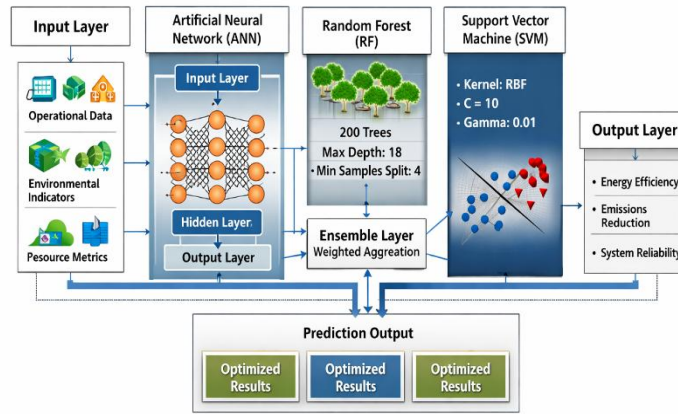 Input Layer
Operational Data
Environmental
Indicators
Pesource Metrics
Artificial Neural
Network (ANN)
Input Layer
Hidden Layer
Output Layer
Random Forest
(RF)
200 Trees
Max Depth: 18
• Min Samples Split: 4
Ensemble Layer
Weighted Aggreation
Support Vector
Machine (SVM)
• Kernel: RBF
• C = 10
• Gamma: 0.01
Output Layer
• Energy Efficiency
• Emissions
Reduction
• System Reliability
Prediction Output
Optimized
Results
Optimized
Results
Optimized
Results